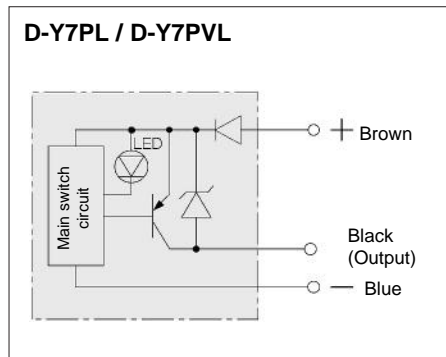 D-Y7PL / D-Y7PVL
LED
Main switch
circuit
+ Brown
Black
(Output)
— Blue